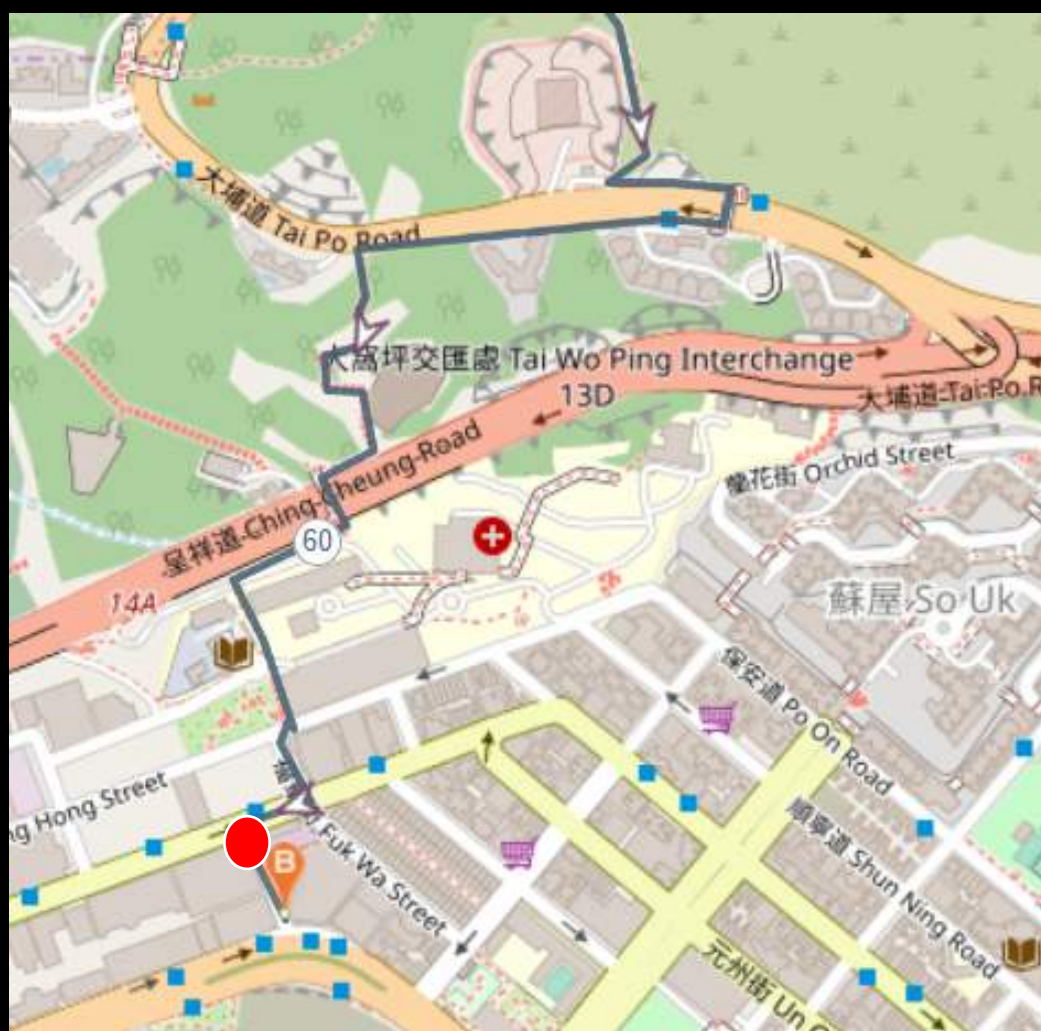 大埔道 Tai Po Road
大窩坪交匯處 Tai Wo Ping Interchange
13D
大埔道 Tai Po R
呈祥道 Ching Cheung Road
蘭花街 Orchid Street
60
14A
蘇屋 So Uk
保安道 Po On Road
ng Hong Street
順寧道 Shun Ning Road
Fuk Wa Street
B
元州街 Un